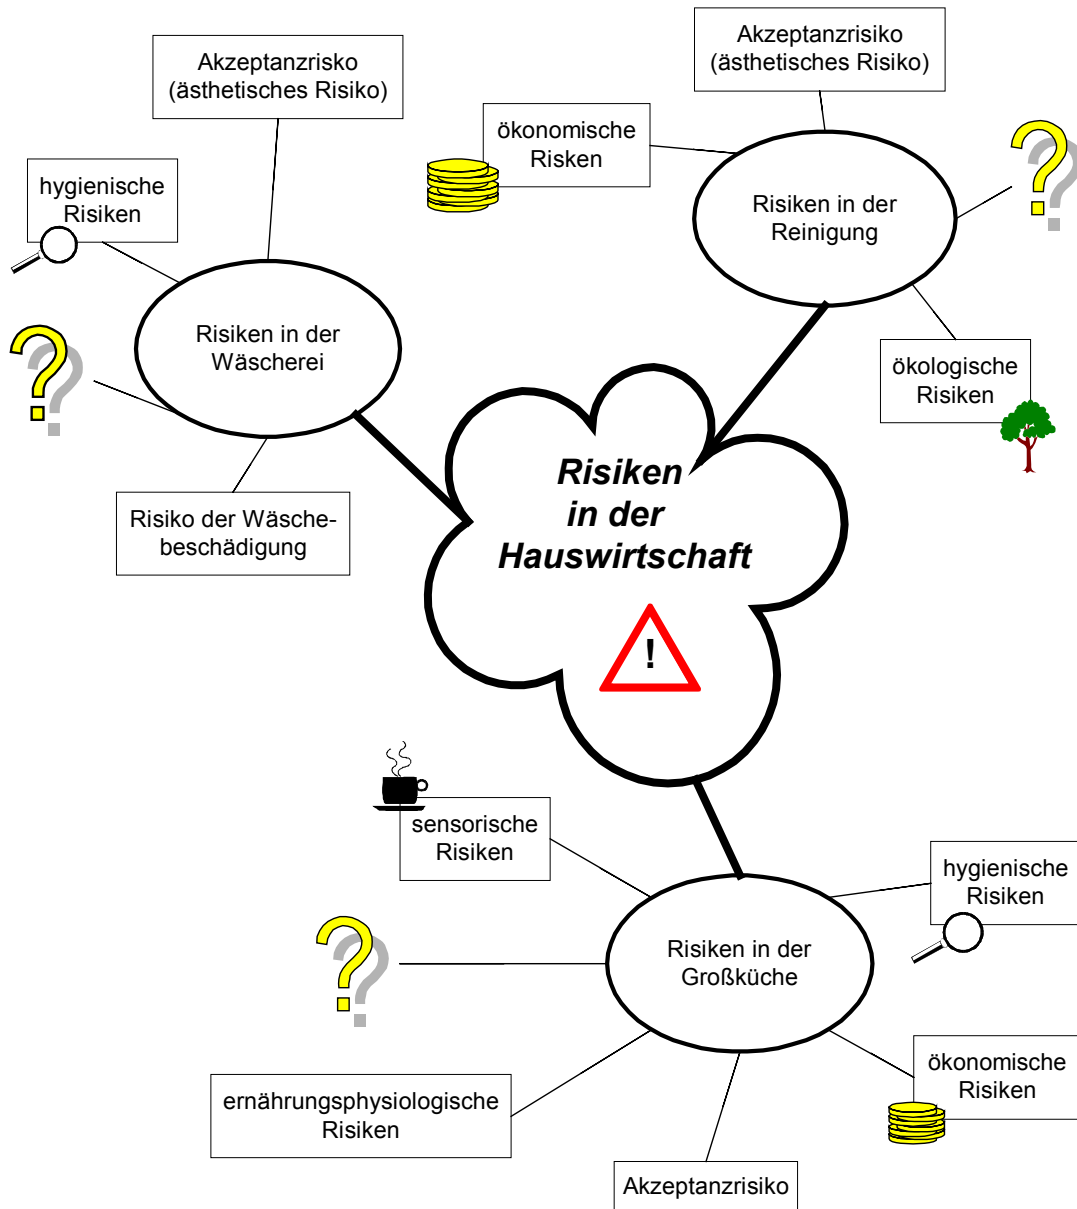 Akzeptanzrisko
(ästhetisches Risiko)
hygienische
Risiken
Risiken in der
Wäscherei
Risiko der Wäsche-
beschädigung
Akzeptanzrisiko
(ästhetisches Risiko)
ökonomische
Risken
Risiken in der
Reinigung
ökologische
Risiken
Risiken
in der
Hauswirtschaft
!
sensorische
Risiken
hygienische
Risiken
Risiken in der
Großküche
ökonomische
Risiken
ernährungsphysiologische
Risiken
Akzeptanzrisiko